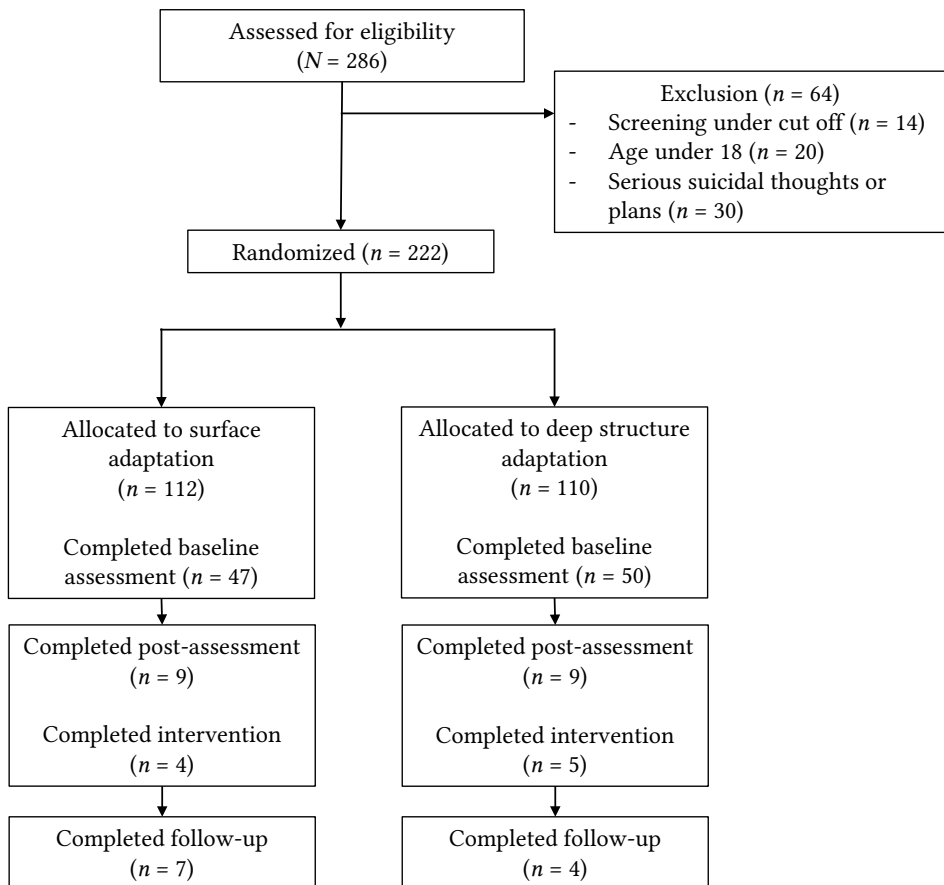 Assessed for eligibility
(N = 286)
Exclusion (n = 64)
- Screening under cut off (n = 14)
- Age under 18 (n = 20)
- Serious suicidal thoughts or
plans (n = 30)
Randomized (n = 222)
Allocated to surface
adaptation
(n = 112)
Completed baseline
assessment (n = 47)
Allocated to deep structure
adaptation
(n = 110)
Completed baseline
assessment (n = 50)
Completed post-assessment
(n = 9)
Completed intervention
(n = 4)
Completed post-assessment
(n = 9)
Completed intervention
(n = 5)
Completed follow-up
(n = 7)
Completed follow-up
(n = 4)